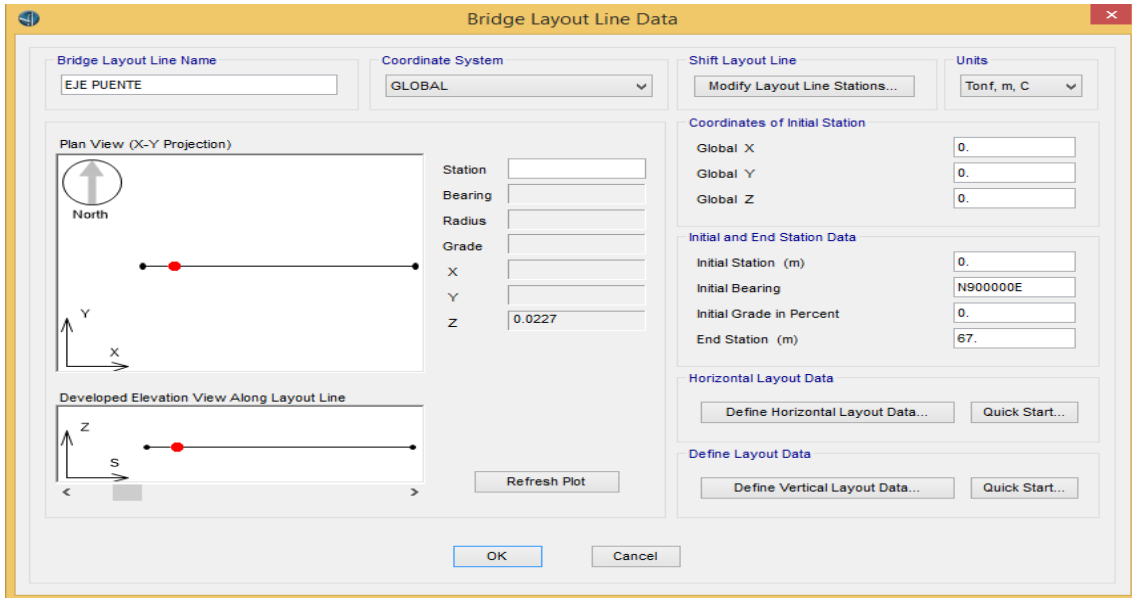 Bridge Layout Line Data
×
Bridge Layout Line Name
EJE PUENTE
Coordinate System
GLOBAL
Shift Layout Line
Modify Layout Line Stations...
Units
Tonf, m, C
Plan View (X-Y Projection)
North
Y
X
Station
Bearing
Radius
Grade
X
Y
Z 0.0227
Developed Elevation View Along Layout Line
Z
S
Refresh Plot
Coordinates of Initial Station
Global X 0.
Global Y 0.
Global Z 0.
Initial and End Station Data
Initial Station (m) 0.
Initial Bearing N900000E
Initial Grade in Percent 0.
End Station (m) 67.
Horizontal Layout Data
Define Horizontal Layout Data... Quick Start...
Define Layout Data
Define Vertical Layout Data... Quick Start...
OK Cancel